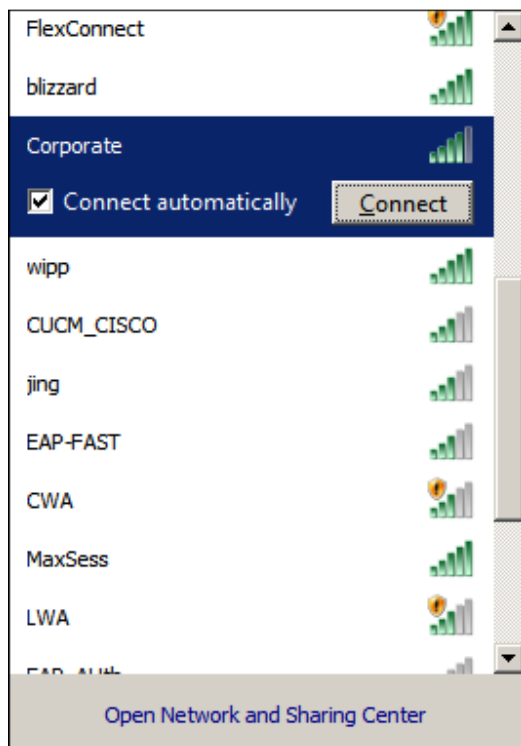 FlexConnect
blizzard
Corporate
Connect automatically Connect
wipp
CUCM_CISCO
jing
EAP-FAST
CWA
MaxSess
LWA
Open Network and Sharing Center